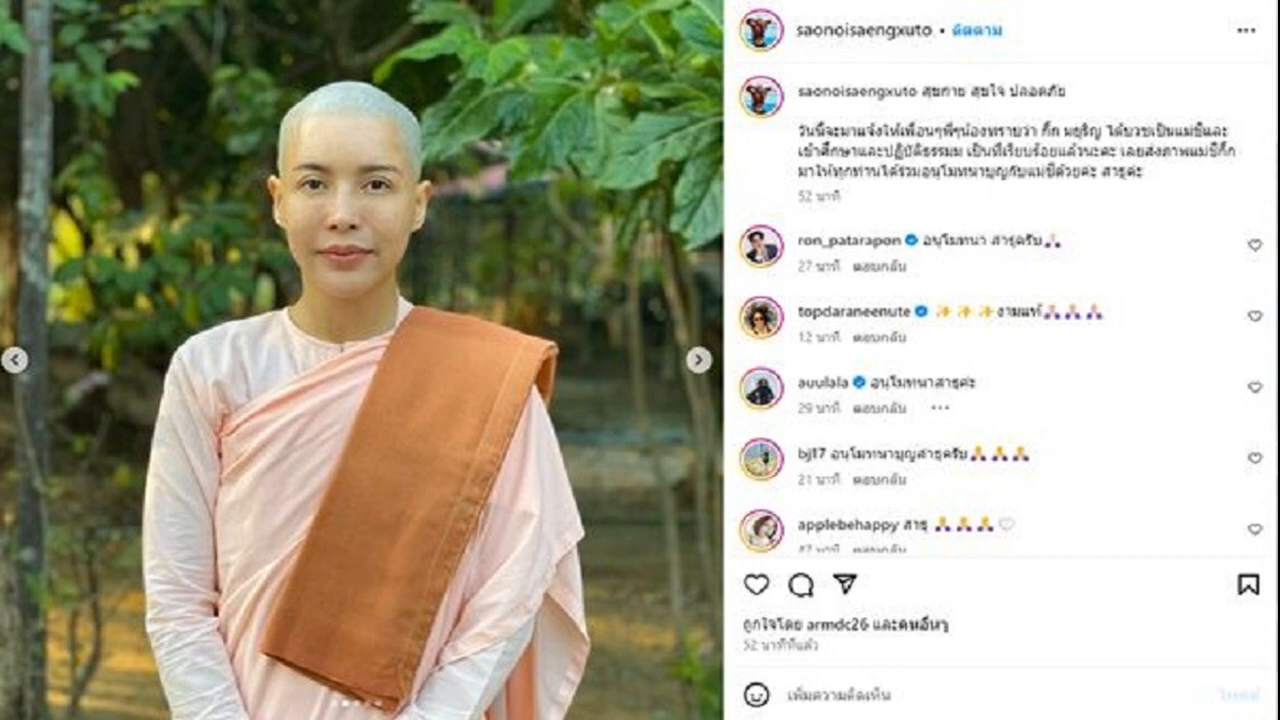 saonoisaengxuto • ติดตาม
saonoisaengxuto สุขกาย สุขใจ ปลอดภัย
วันนี้จะมาแจ้งให้เพื่อนๆพี่ๆน้องทราบว่า กิ๊ก มยุริญ ได้บวชเป็นแม่ชีและ
เข้าศึกษาและปฏิบัติธรรมม เป็นที่เรียบร้อยแล้วนะคะ เลยส่งภาพแม่ชีกิ๊ก
มาให้ทุกท่านได้ร่วมอนุโมทนาบุญกับแม่ชีด้วยคะ สาธุค่ะ
52 นาที
ron_patarapon อนุโมทนา สาธุครับ
27 นาที ตอบกลับ
topdaraneenute งามแท้
12 นาที ตอบกลับ
auulala อนุโมทนาสาธุค่ะ
29 นาที ตอบกลับ
bj17 อนุโมทนาบุญสาธุครับ
21 นาที ตอบกลับ
applebehappy สาธุ
47 นาที ตอบกลับ
ถูกใจโดย armdc26 และคนอื่นๆ
52 นาทีที่แล้ว
เพิ่มความคิดเห็น
โพสต์